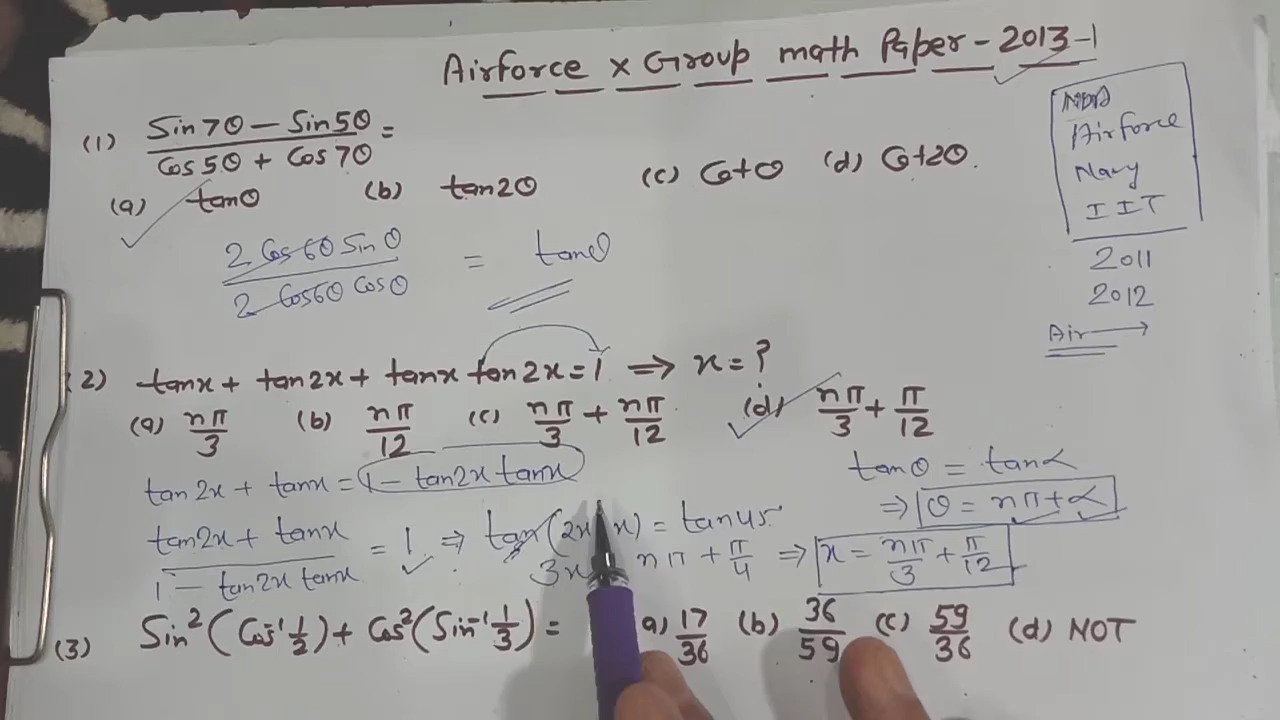 Airforce x Group math Paper - 2013-1
NDA
Airforce
Navy
IIT
2011
2012
Air →
(1) Sin7θ - Sin5θ / Cos5θ + Cos7θ =
(a) tanθ (b) tan2θ (c) Cotθ (d) Cot2θ.
2 Cos6θ Sinθ / 2 Cos6θ Cosθ = tanθ
2) tanx + tan2x + tanx tan2x = 1 ⇒ x = ?
(a) nπ/3 (b) nπ/12 (c) nπ/3 + nπ/12 (d) nπ/3 + π/12
tan2x + tanx = 1 - tan2x tanx
tanθ = tanα
⇒ θ = nπ + α
tan2x + tanx / 1 - tan2x tanx = 1 ⇒ tan(2x x) = tan45°
3x nπ + π/4 ⇒ x = nπ/3 + π/12
(3) Sin²(Cos⁻¹ 1/2) + Cos²(Sin⁻¹ 1/3) = a) 17/36 (b) 36/59 (c) 59/36 (d) NOT